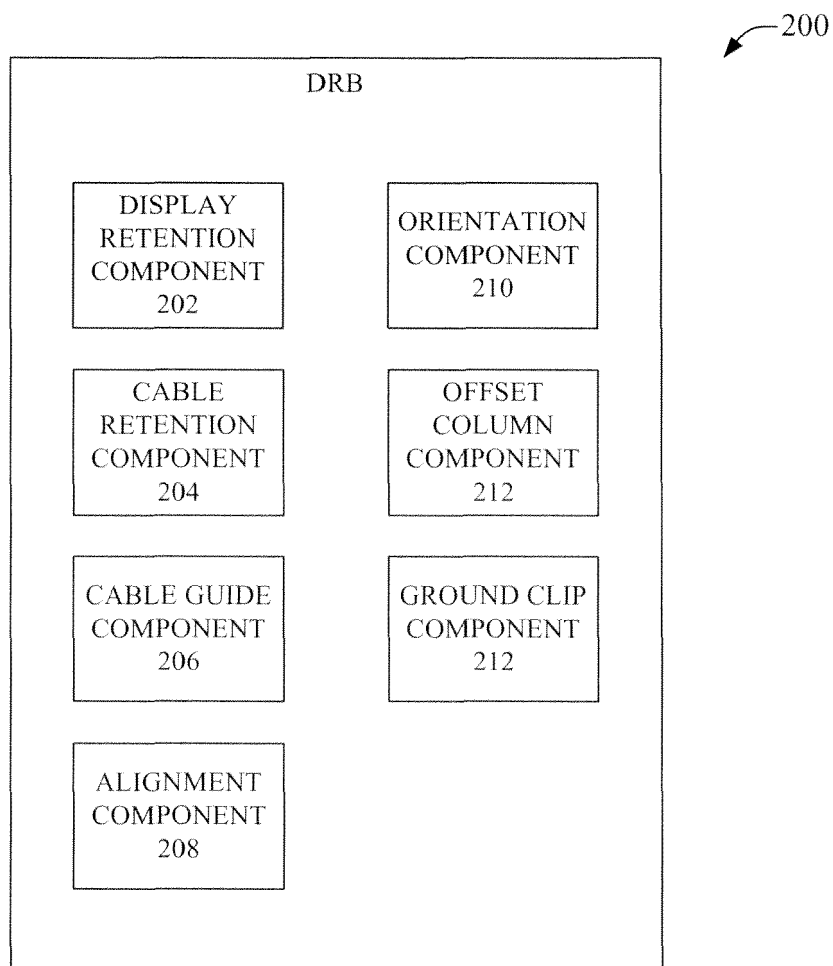 200
DRB
DISPLAY
RETENTION
COMPONENT
202
ORIENTATION
COMPONENT
210
CABLE
RETENTION
COMPONENT
204
OFFSET
COLUMN
COMPONENT
212
CABLE GUIDE
COMPONENT
206
GROUND CLIP
COMPONENT
212
ALIGNMENT
COMPONENT
208